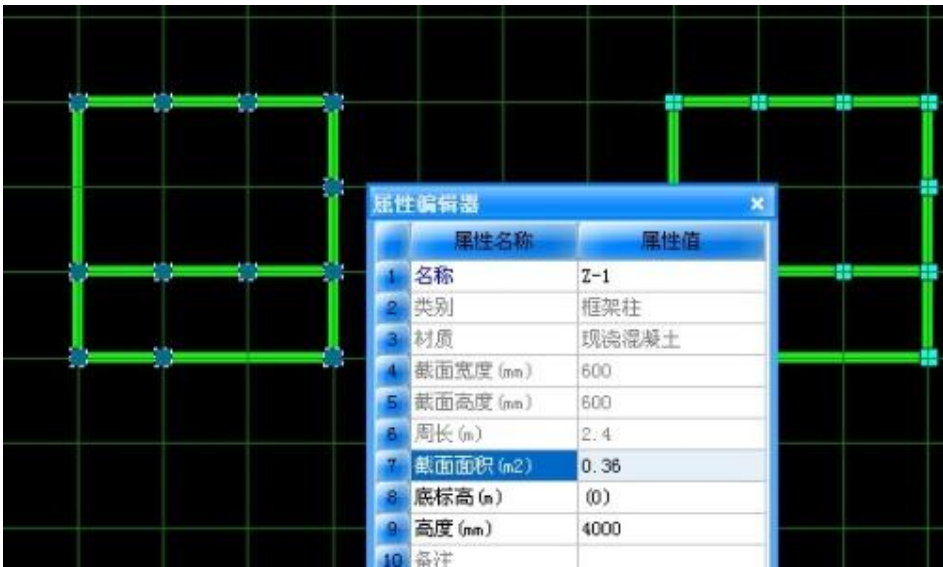 属性编辑器
属性名称 属性值
1 名称 Z-1
2 类别 框架柱
3 材质 现浇混凝土
4 截面宽度(mm) 600
5 截面高度(mm) 600
6 周长(m) 2.4
7 截面面积(m2) 0.36
8 底标高(m) (0)
9 高度(mm) 4000
10 备注